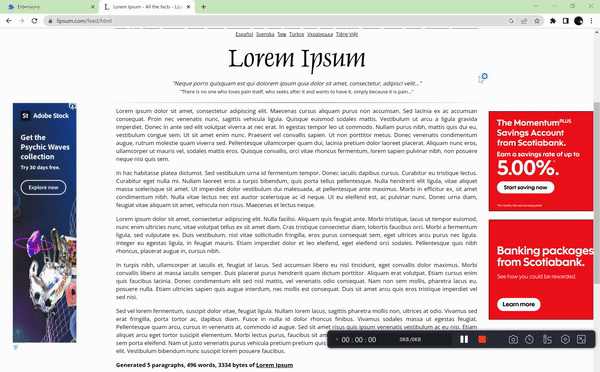 Extensions
Lorem Ipsum - All the facts - Lips
lipsum.com/feed/html
Español Svenska ไทย Türkçe Українська Tiếng Việt
Lorem Ipsum
"Neque porro quisquam est qui dolorem ipsum quia dolor sit amet, consectetur, adipisci velit..."
"There is no one who loves pain itself, who seeks after it and wants to have it, simply because it is pain..."
St Adobe Stock
Get the
Psychic Waves
collection
Try 30 days free.
Explore now
Lorem ipsum dolor sit amet, consectetur adipiscing elit. Maecenas cursus aliquam purus non accumsan. Sed lacinia ex ac accumsan
consequat. Proin nec venenatis nunc, sagittis vehicula ligula. Quisque euismod sodales mattis. Vestibulum ut arcu a ligula gravida
imperdiet. Donec in ante sed elit volutpat viverra at nec erat. In egestas tempor leo ut commodo. Nullam purus nibh, mattis quis dui eu,
vestibulum congue sem. Ut sit amet enim nunc. Praesent vel convallis sapien. Ut non porttitor metus. Donec venenatis condimentum
augue, rutrum molestie quam viverra sed. Pellentesque ullamcorper quam dui, lacinia pretium dolor laoreet placerat. Aliquam nunc eros,
ullamcorper ut mauris vel, sodales mattis eros. Quisque convallis, orci vitae rhoncus fermentum, lorem sapien pulvinar nibh, non posuere
neque nisi quis sem.
In hac habitasse platea dictumst. Sed vestibulum urna id fermentum tempor. Donec iaculis dapibus cursus. Curabitur eu tristique lectus.
Curabitur eget nulla mi. Nullam laoreet eros a turpis bibendum, quis porta tellus pellentesque. Nulla hendrerit elit ligula, vitae aliquet
massa scelerisque sit amet. Ut imperdiet dolor vestibulum dui malesuada, at pellentesque ante maximus. Morbi in efficitur ex, sit amet
condimentum nibh. Nulla vitae lectus nec est auctor scelerisque ac id neque. Ut eu eleifend est, ac pulvinar nunc. Donec urna diam,
feugiat vitae aliquam sit amet, vehicula non risus. Maecenas et lectus neque.
Lorem ipsum dolor sit amet, consectetur adipiscing elit. Nulla facilisi. Aliquam quis feugiat ante. Morbi tristique, lacus ut tempor euismod,
nunc enim ultricies nunc, vitae volutpat tellus ex sit amet diam. Cras tristique consectetur diam, lobortis faucibus orci. Morbi a fermentum
ligula, sed vulputate ex. Duis enim nisl, vitae sollicitudin fringilla, eros purus consequat sem, eget ultricies arcu purus nec ligula.
Integer eu egestas ligula, in feugiat mauris. Etiam imperdiet dolor et leo eleifend, eget eleifend orci sodales. Pellentesque quis nibh
rhoncus, placerat augue in, cursus nibh.
In turpis nibh, ullamcorper at iaculis et, feugiat id lacus. Sed accumsan libero eu nisl tincidunt, eget convallis dolor maximus. Morbi
convallis libero at massa iaculis semper. Duis placerat purus hendrerit quam dictum porttitor. Aliquam erat volutpat. Etiam cursus enim
quis faucibus lacinia. Donec condimentum elit sed nisl mattis, vel venenatis odio consequat. Nam non sem mollis, pharetra lacus eu,
posuere nulla. Etiam ultricies sapien quis augue interdum, nec mollis est consequat. Duis sit amet arcu quis eros tristique imperdiet vel
sed nisi.
Sed vel lorem fermentum, suscipit dolor vitae, feugiat ligula. Nullam lorem lacus, sagittis pharetra mollis non, ultrices at odio. Vivamus sed
erat fringilla, porta tortor ac, dapibus diam. Fusce in nulla id dolor rhoncus finibus. Vivamus sodales massa ut egestas feugiat.
Pellentesque quam arcu, cursus in venenatis at, commodo id augue. Sed sit amet risus quis ipsum venenatis consequat eu ac nisi. Etiam
aliquet arcu eget tortor suscipit elementum. Morbi
sem porta eleifend. Nam ut justo venenatis purus vehicula pretium
elit. Vestibulum bibendum nunc suscipit lorem posuere faucibus.
Generated 5 paragraphs, 496 words, 3334 bytes of Lorem Ipsum
The MomentumPLUS
Savings Account
from Scotiabank.
Earn a savings rate of up to
5.00%
Start saving now
Banking packages
from Scotiabank.
See how you could be rewarded.
Learn more
00 : 00 : 00
0KB/0KB